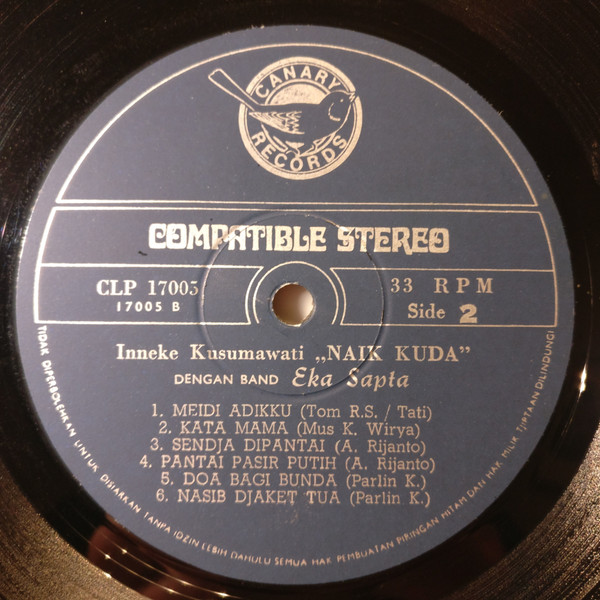 CANARY
RECORDS
COMPATIBLE STEREO
CLP 17005
17005 B
33 RPM
Side 2
Inneke Kusumawati „NAIK KUDA”
DENGAN BAND Eka Sapta
1. MEIDI ADIKKU (Tom R.S. / Tati)
2. KATA MAMA (Mus K. Wirya)
3. SENDJA DIPANTAI (A. Rijanto)
4. PANTAI PASIR PUTIH (A. Rijanto)
5. DOA BAGI BUNDA (Parlin K.)
6. NASIB DJAKET TUA (Parlin K.)
TIDAK DIPERBOLEHKAN UNTUK DISIARKAN TANPA IDZIN LEBIH DAHULU SEMUA HAK PEMBUATAN PIRINGAN HITAM DAN HAK MILIK TJIPTAAN DILINDUNGI